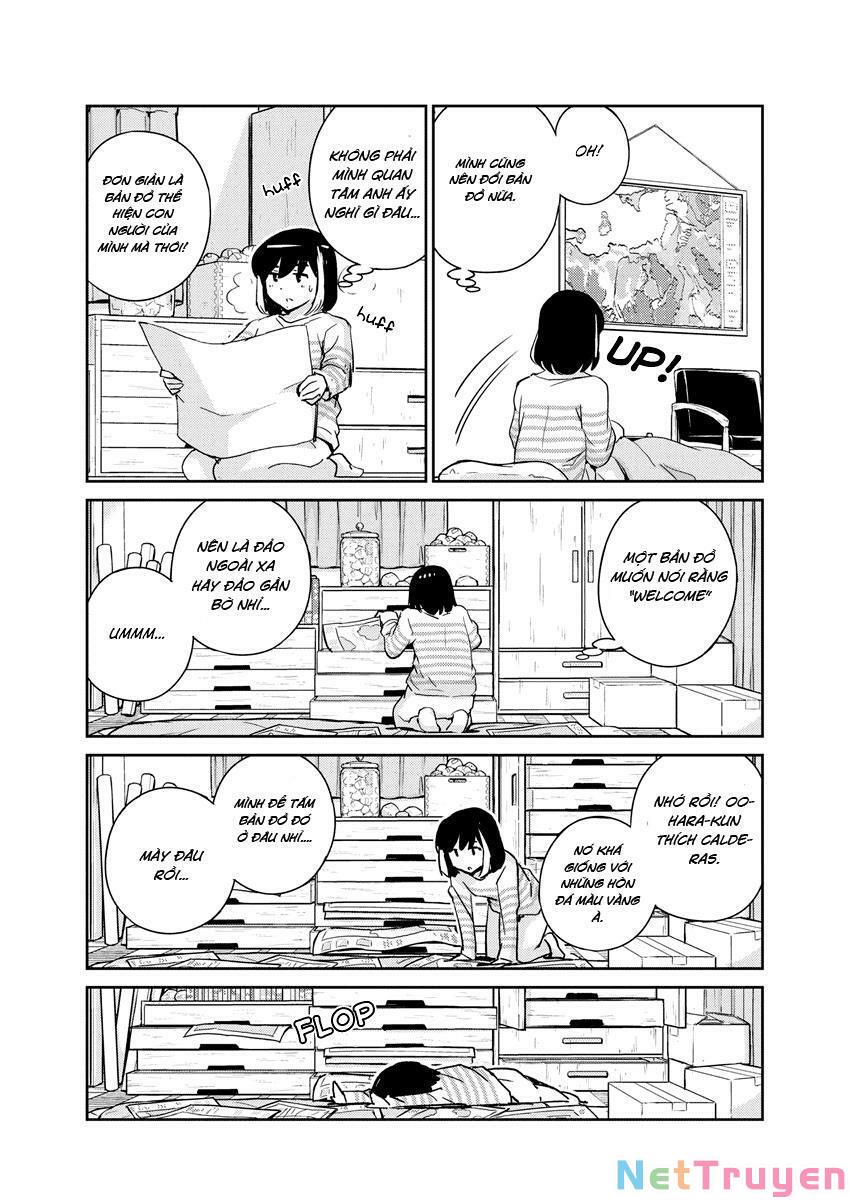 OH!
MÌNH CŨNG
NÊN ĐỔI BẢN
ĐỒ NỮA.
UP!
KHÔNG PHẢI
MÌNH QUAN
TÂM ANH ẤY
NGHĨ GÌ ĐÂU...
huff
huff
ĐƠN GIẢN LÀ
BẢN ĐỒ THỂ
HIỆN CON
NGƯỜI CỦA
MÌNH MÀ THÔI!
MỘT BẢN ĐỒ
MUỐN NÓI RẰNG
"WELCOME"
NÊN LÀ ĐẢO
NGOÀI XA
HAY ĐẢO GẦN
BỜ NHỈ...
UMMM...
NHỚ RỒI! OO-
HARA-KUN
THÍCH CALDE-
RAS.
NÓ KHÁ
GIỐNG VỚI
NHỮNG HÒN
ĐÁ MÀU VÀNG
À.
MÌNH ĐỂ TẤM
BẢN ĐỒ ĐÓ
Ở ĐÂU NHỈ....
MÀY ĐÂU
RỒI...
FLOP
NetTruyen